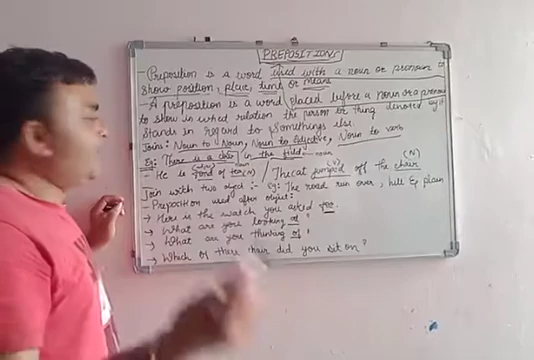 PREPOSITIONS
Preposition is a word used with a noun or pronoun to
show position, place, time or means
- A preposition is a word placed before a noun or a pronoun
to show in what relation the person or thing denoted by it
stands in regard to something else.
Joins: Noun to Noun, Noun to Adjective, Noun to verb
Eg: There is a cow in the field noun
→ He is fond of tea (N) / The cat jumped (V) off the chair (N)
Join with two object:- Eg: The road run over, hill & plain
→ Preposition used after object:
→ Here is the watch you asked for.
→ What are you looking at ?
→ What are you thinking of ?
→ Which of these chair did you sit on?